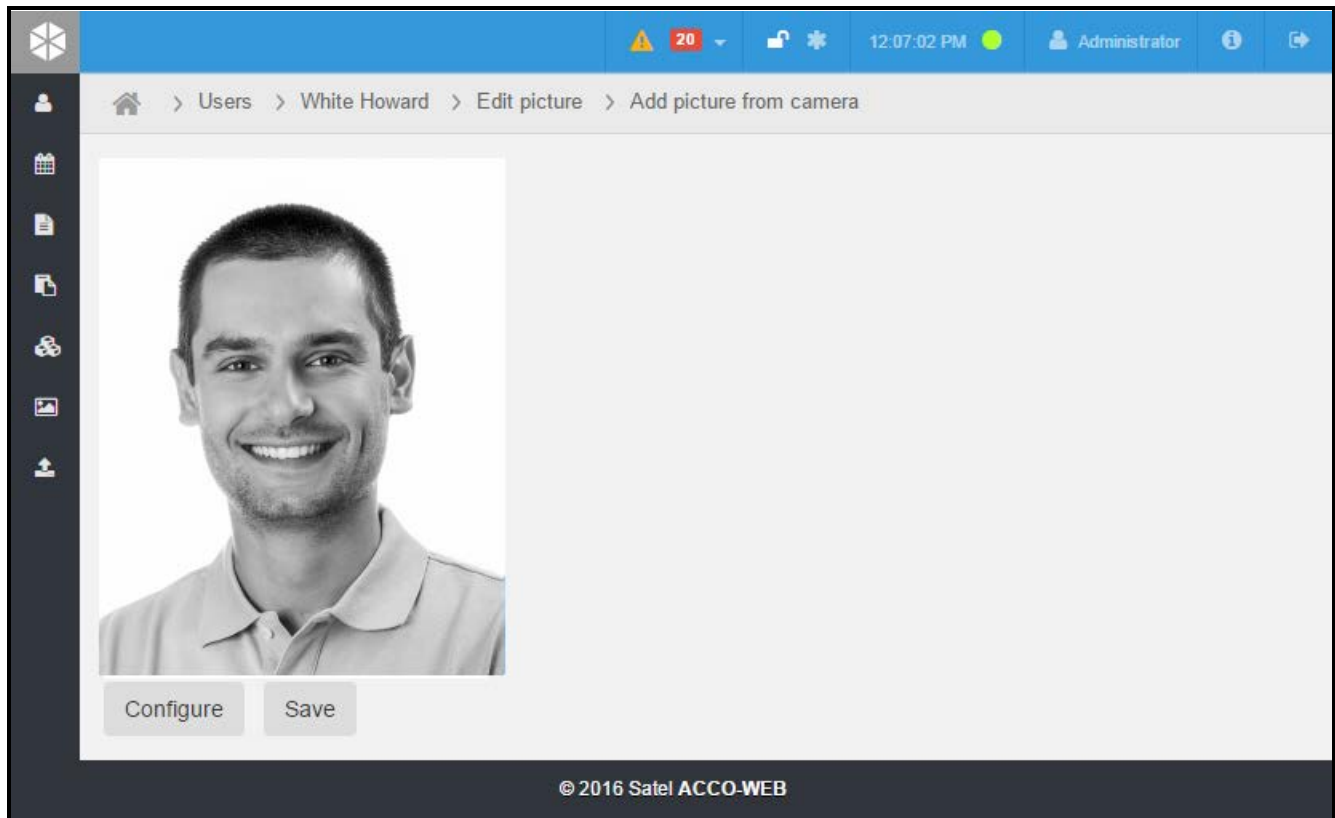 20 12:07:02 PM Administrator
Users > White Howard > Edit picture > Add picture from camera
Configure Save
© 2016 Satel ACCO-WEB